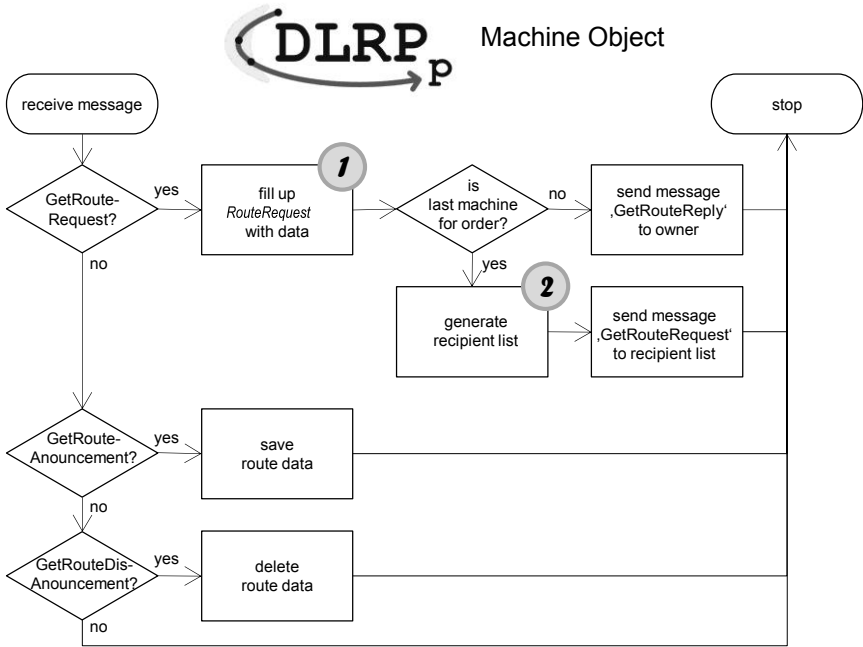 DLRP
p
Machine Object
receive message
stop
GetRoute-
Request?
yes
no
fill up
RouteRequest
with data
1
is
last machine
for order?
no
yes
send message
‚GetRouteReply‘
to owner
generate
recipient list
2
send message
‚GetRouteRequest‘
to recipient list
GetRoute-
Anouncement?
yes
no
save
route data
GetRouteDis-
Anouncement?
yes
no
delete
route data